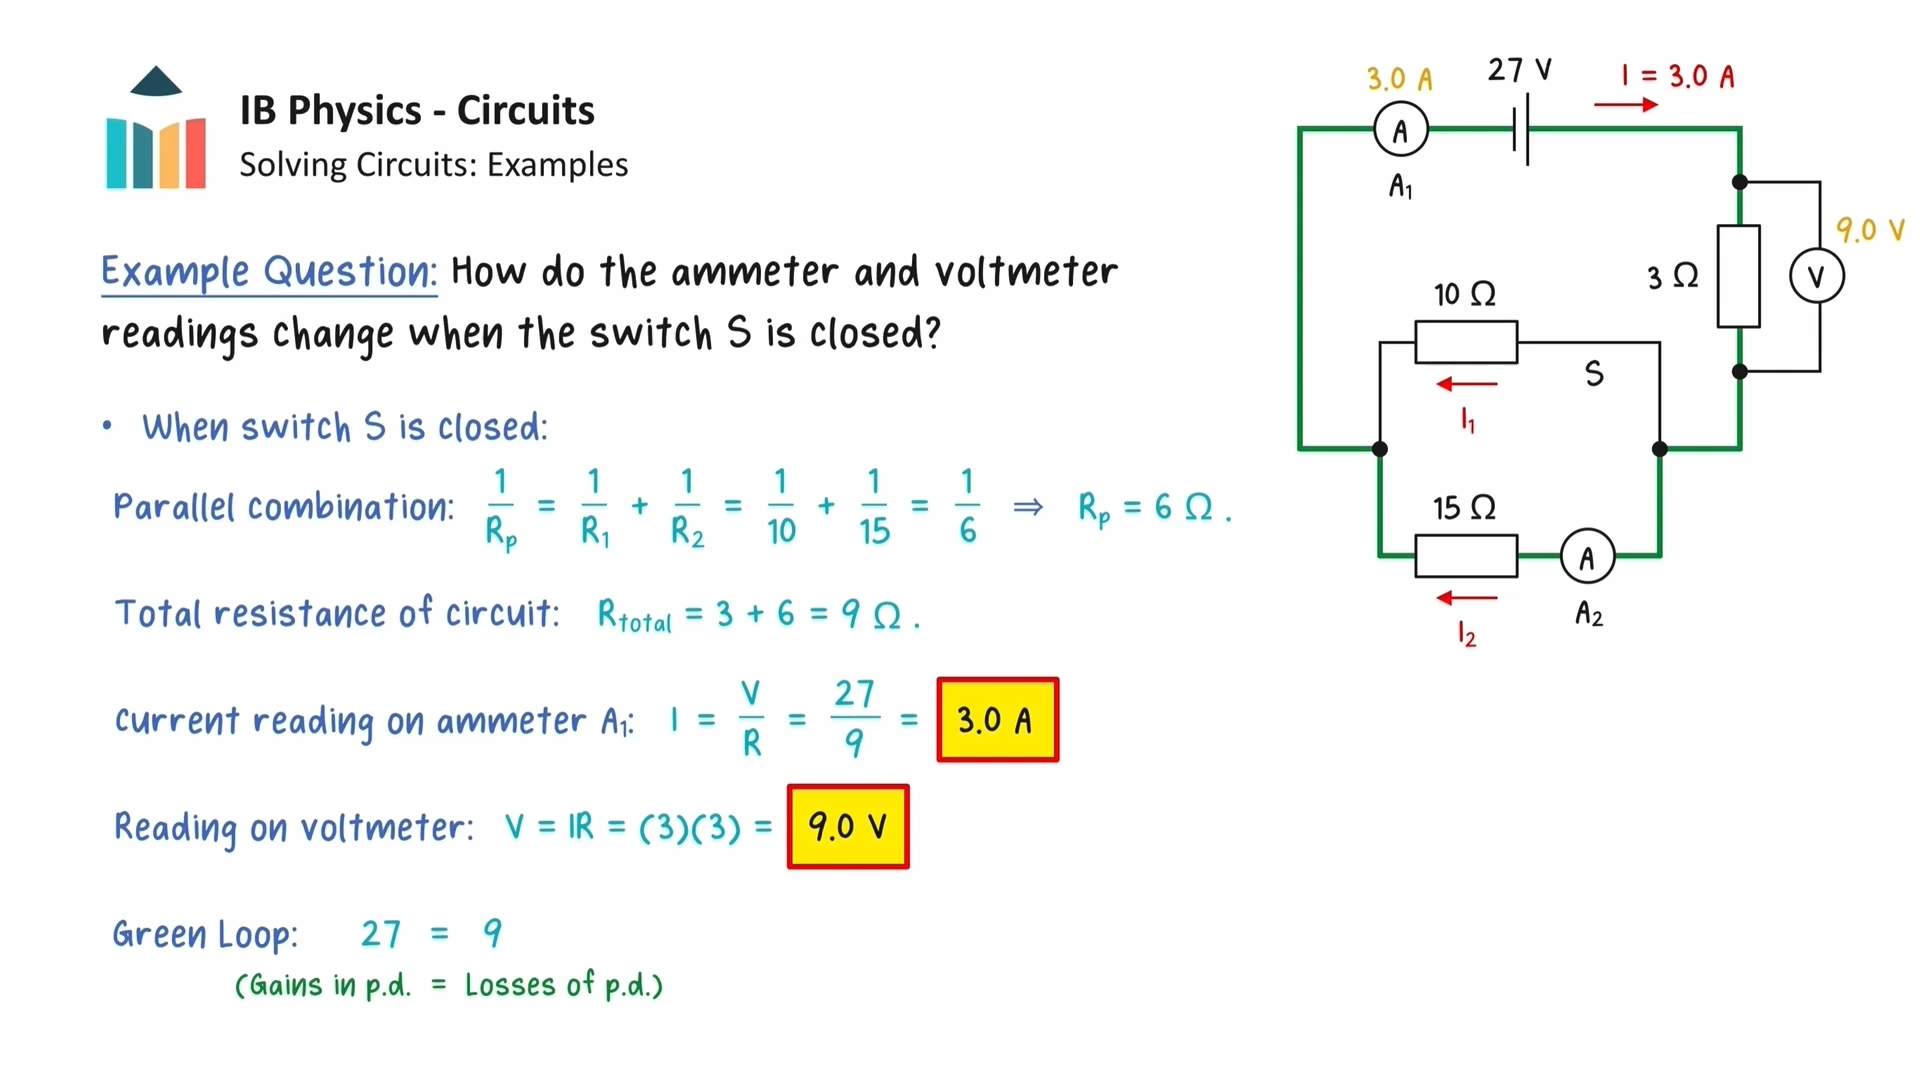 IB Physics - Circuits
Solving Circuits: Examples
Example Question: How do the ammeter and voltmeter
readings change when the switch S is closed?
• When switch S is closed:
Parallel combination: 1/Rₚ = 1/R₁ + 1/R₂ = 1/10 + 1/15 = 1/6 ⇒ Rₚ = 6 Ω .
Total resistance of circuit: Rtotal = 3 + 6 = 9 Ω .
Current reading on ammeter A₁: I = V/R = 27/9 = 3.0 A
Reading on voltmeter: V = IR = (3)(3) = 9.0 V
Green Loop: 27 = 9
(Gains in p.d. = Losses of p.d.)
3.0 A
27 V
I = 3.0 A
A
A₁
9.0 V
3 Ω
V
10 Ω
S
I₁
15 Ω
A
A₂
I₂